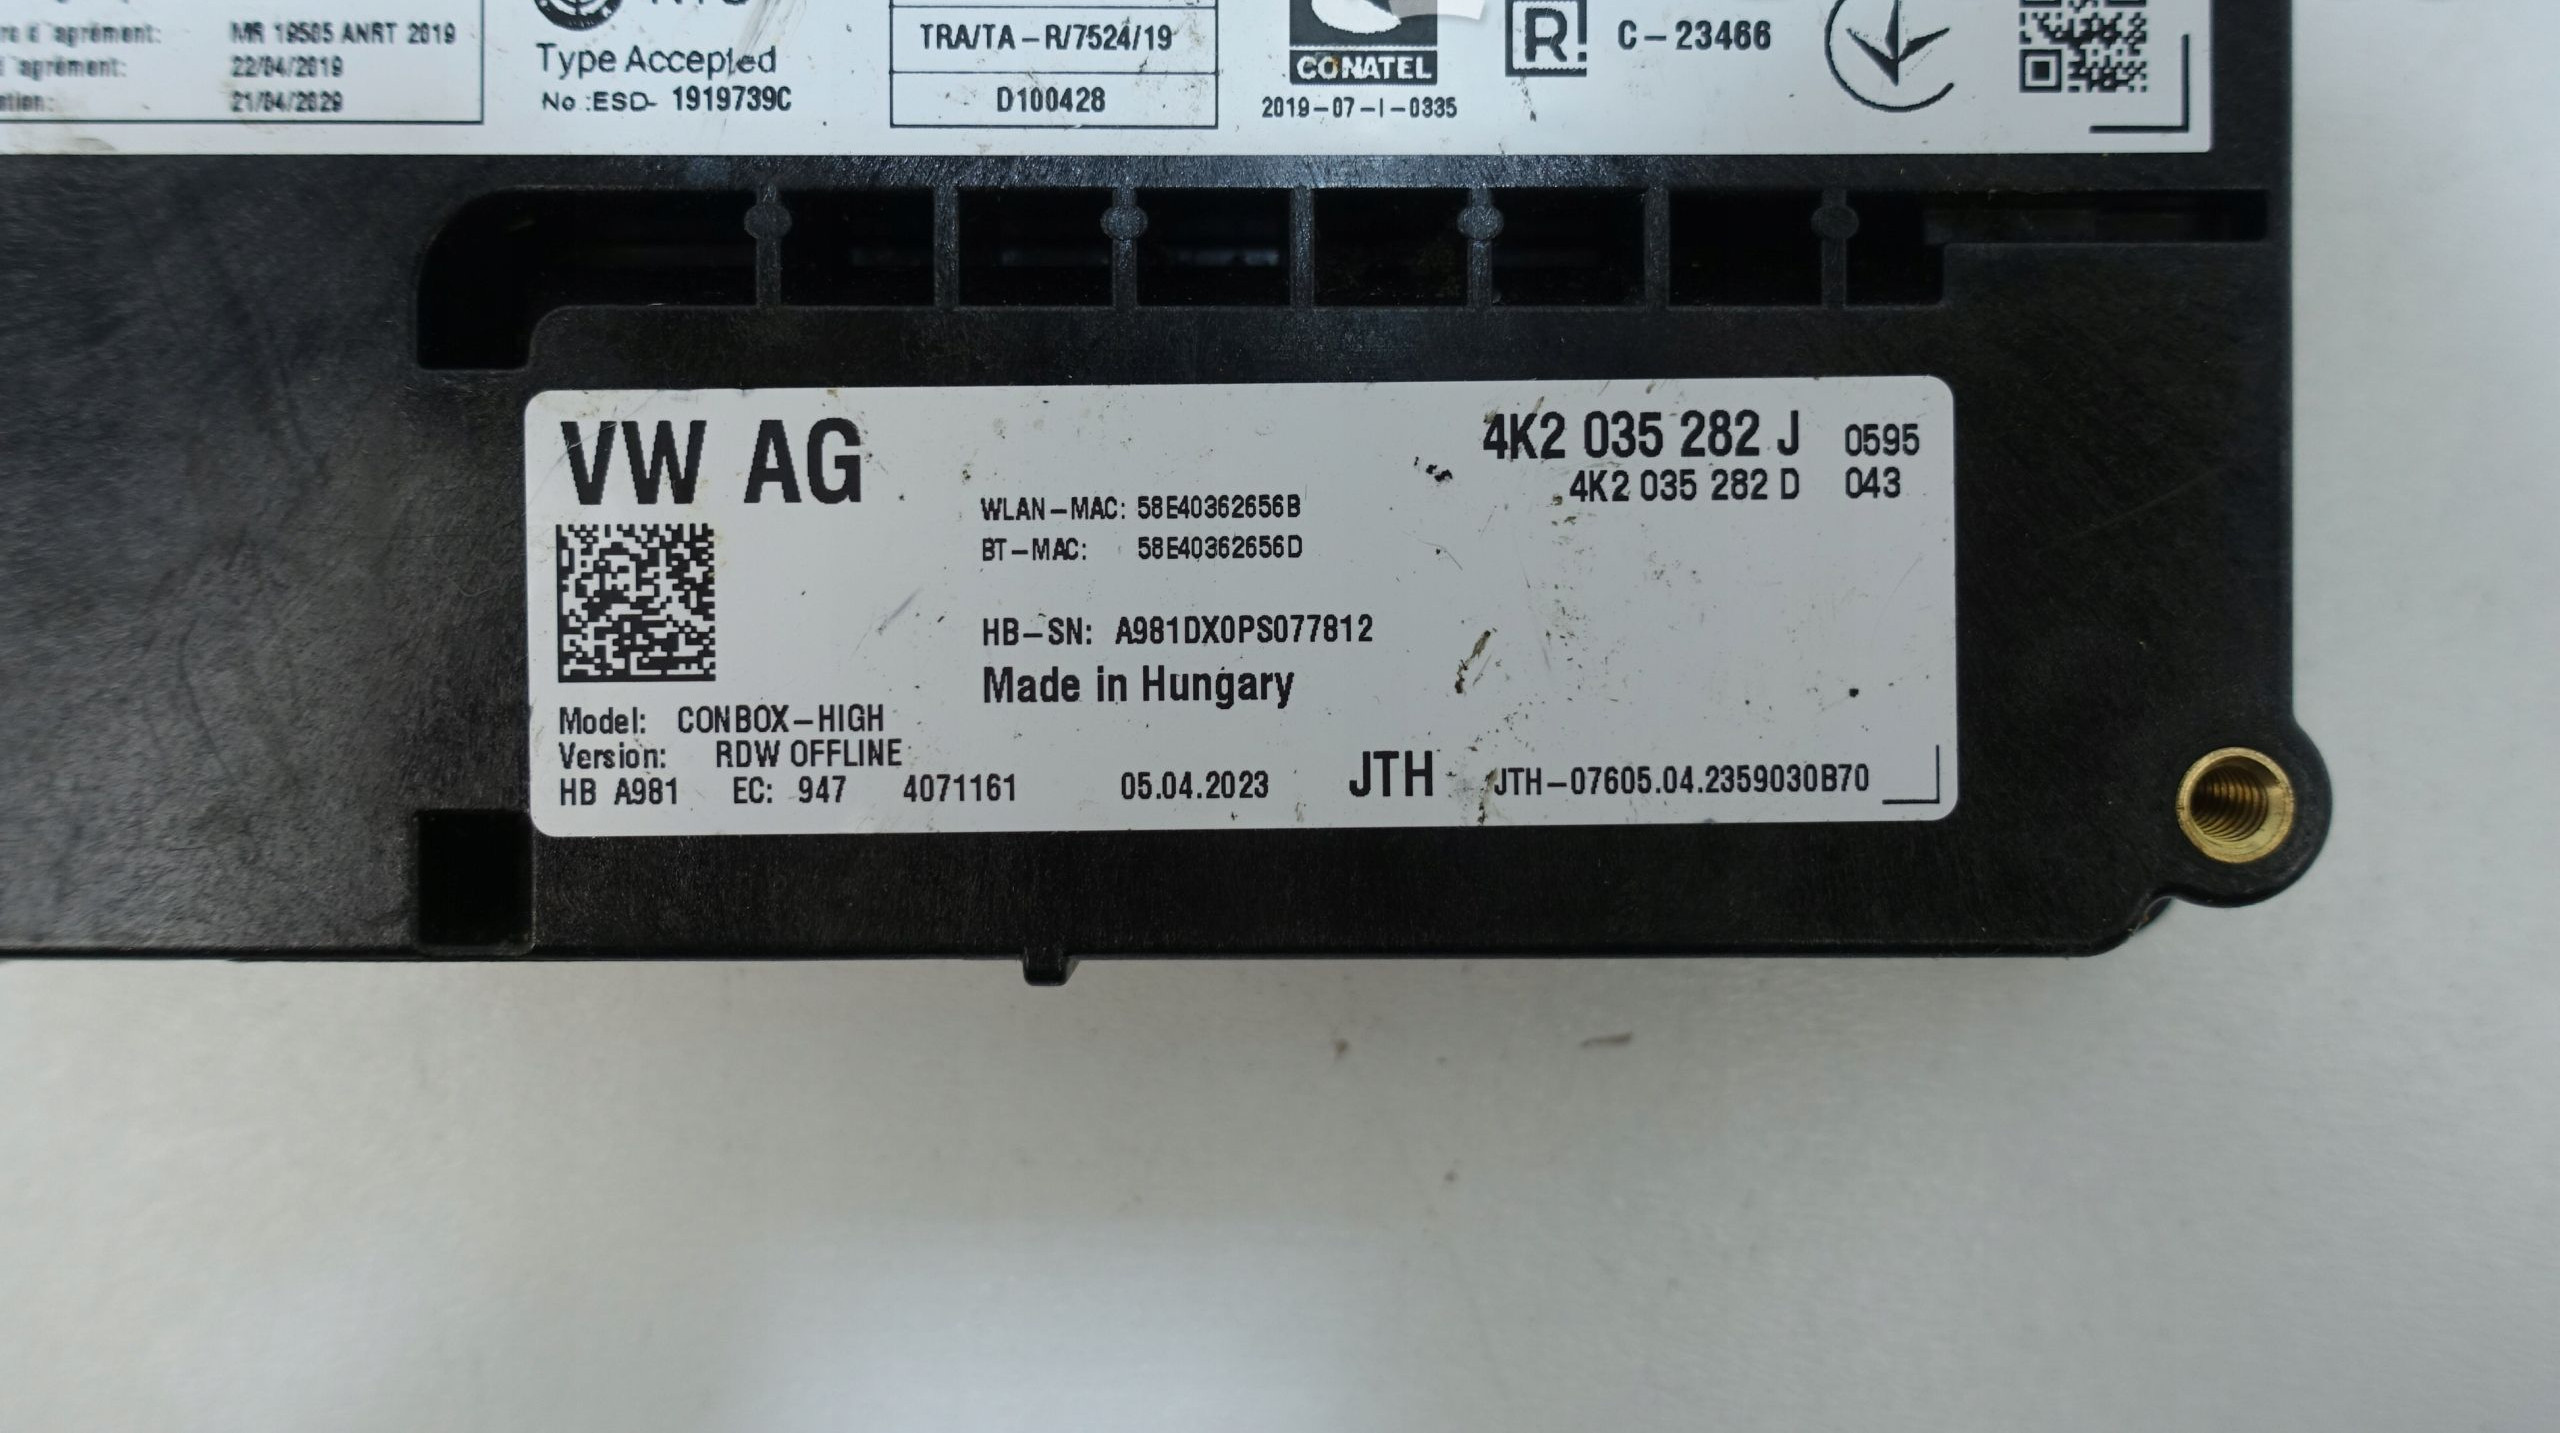 agrément: MR 19505 ANRT 2019
agrément: 22/04/2019
21/04/2029
Type Accepted
No.:ESD- 1919739C
TRA/TA-R/7524/19
D100428
CONATEL
2019-07-I-0335
R!
C-23466
VW AG
4K2 035 282 J 0595
4K2 035 282 D 043
WLAN-MAC: 58E40362656B
BT-MAC: 58E40362656D
HB-SN: A981DX0PS077812
Made in Hungary
Model: CONBOX-HIGH
Version: RDW OFFLINE
HB A981 EC: 947 4071161 05.04.2023 JTH JTH-07605.04.2359030B70